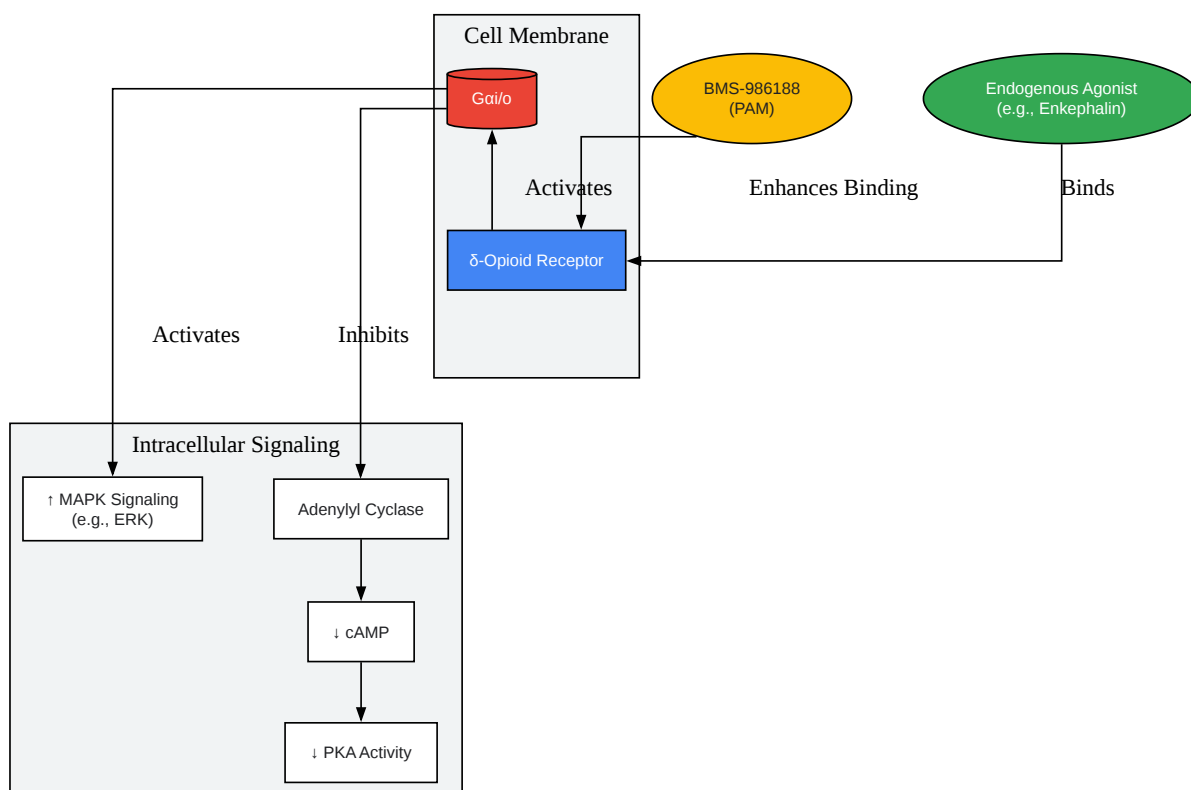 Cell Membrane
Gαi/o
BMS-986188
(PAM)
Endogenous Agonist
(e.g., Enkephalin)
Activates
Enhances Binding
Binds
δ-Opioid Receptor
Activates
Inhibits
Intracellular Signaling
↑ MAPK Signaling
(e.g., ERK)
Adenylyl Cyclase
↓ cAMP
↓ PKA Activity